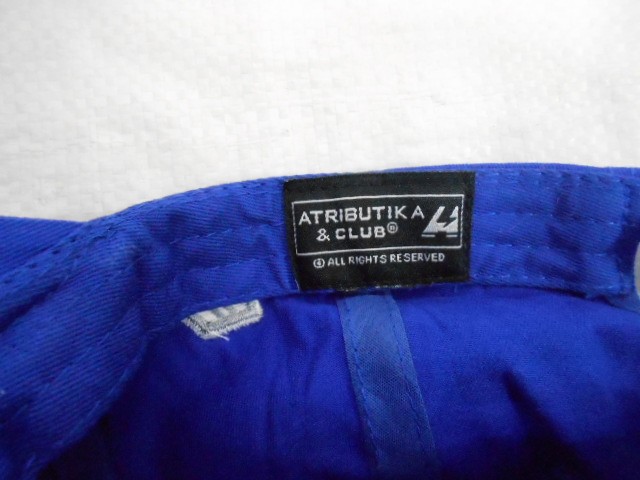 ATRIBUTIKA
& CLUB®
® ALL RIGHTS RESERVED